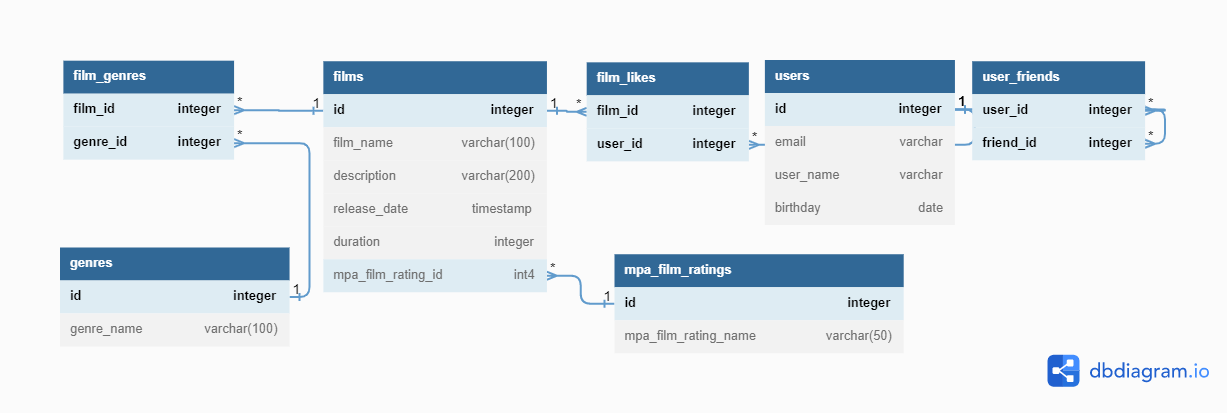 film_genres
film_id integer *
genre_id integer *
films
1 id integer 1
film_name varchar(100)
description varchar(200)
release_date timestamp
duration integer
mpa_film_rating_id int4 *
film_likes
* film_id integer
user_id integer *
users
id integer 1
email varchar
user_name varchar
birthday date
user_friends
user_id integer *
friend_id integer *
genres
id integer 1
genre_name varchar(100)
mpa_film_ratings
1 id integer
mpa_film_rating_name varchar(50)
dbdiagram.io